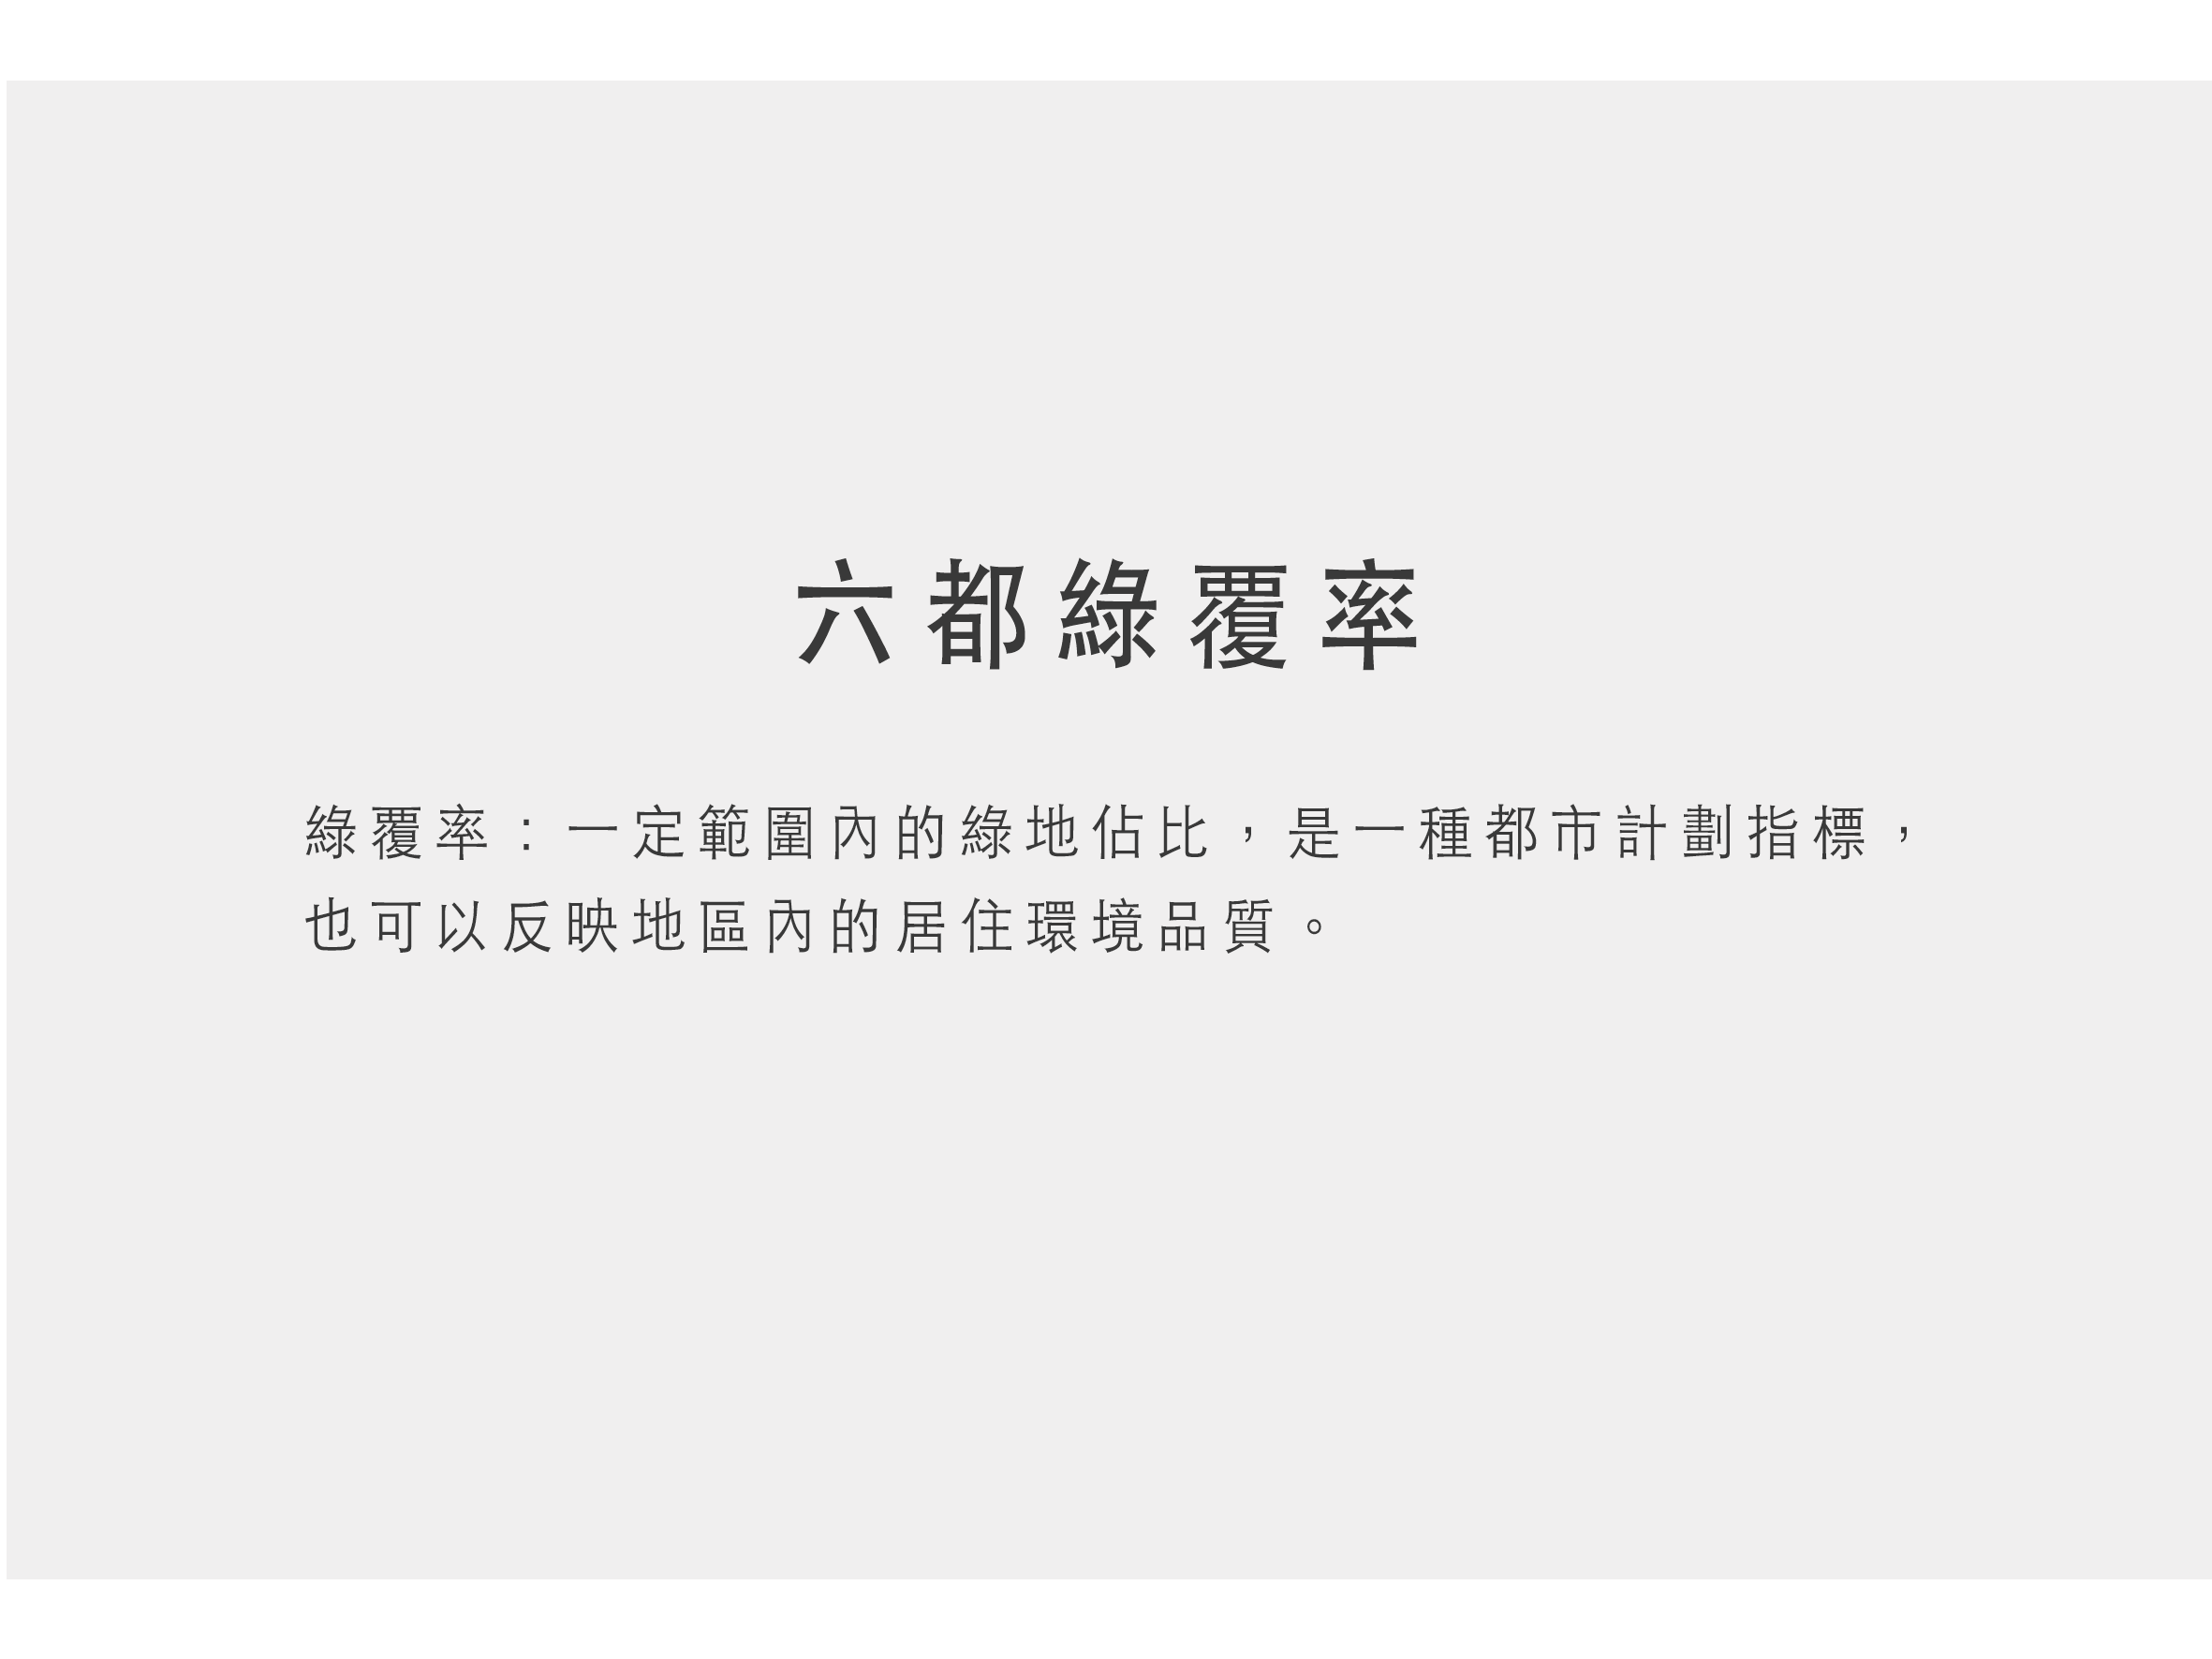 六都綠覆率
綠覆率：一定範圍內的綠地佔比，是一種都市計劃指標，
也可以反映地區內的居住環境品質。